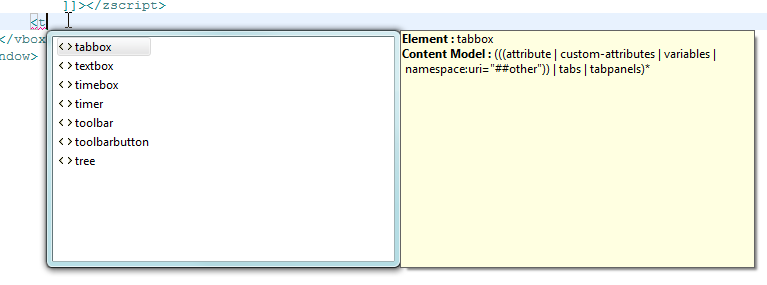 ]]></zscript>
<t
</vbox
ndow>
<> tabbox
<> textbox
<> timebox
<> timer
<> toolbar
<> toolbarbutton
<> tree
Element : tabbox
Content Model : (((attribute | custom-attributes | variables |
namespace:uri="##other")) | tabs | tabpanels)*